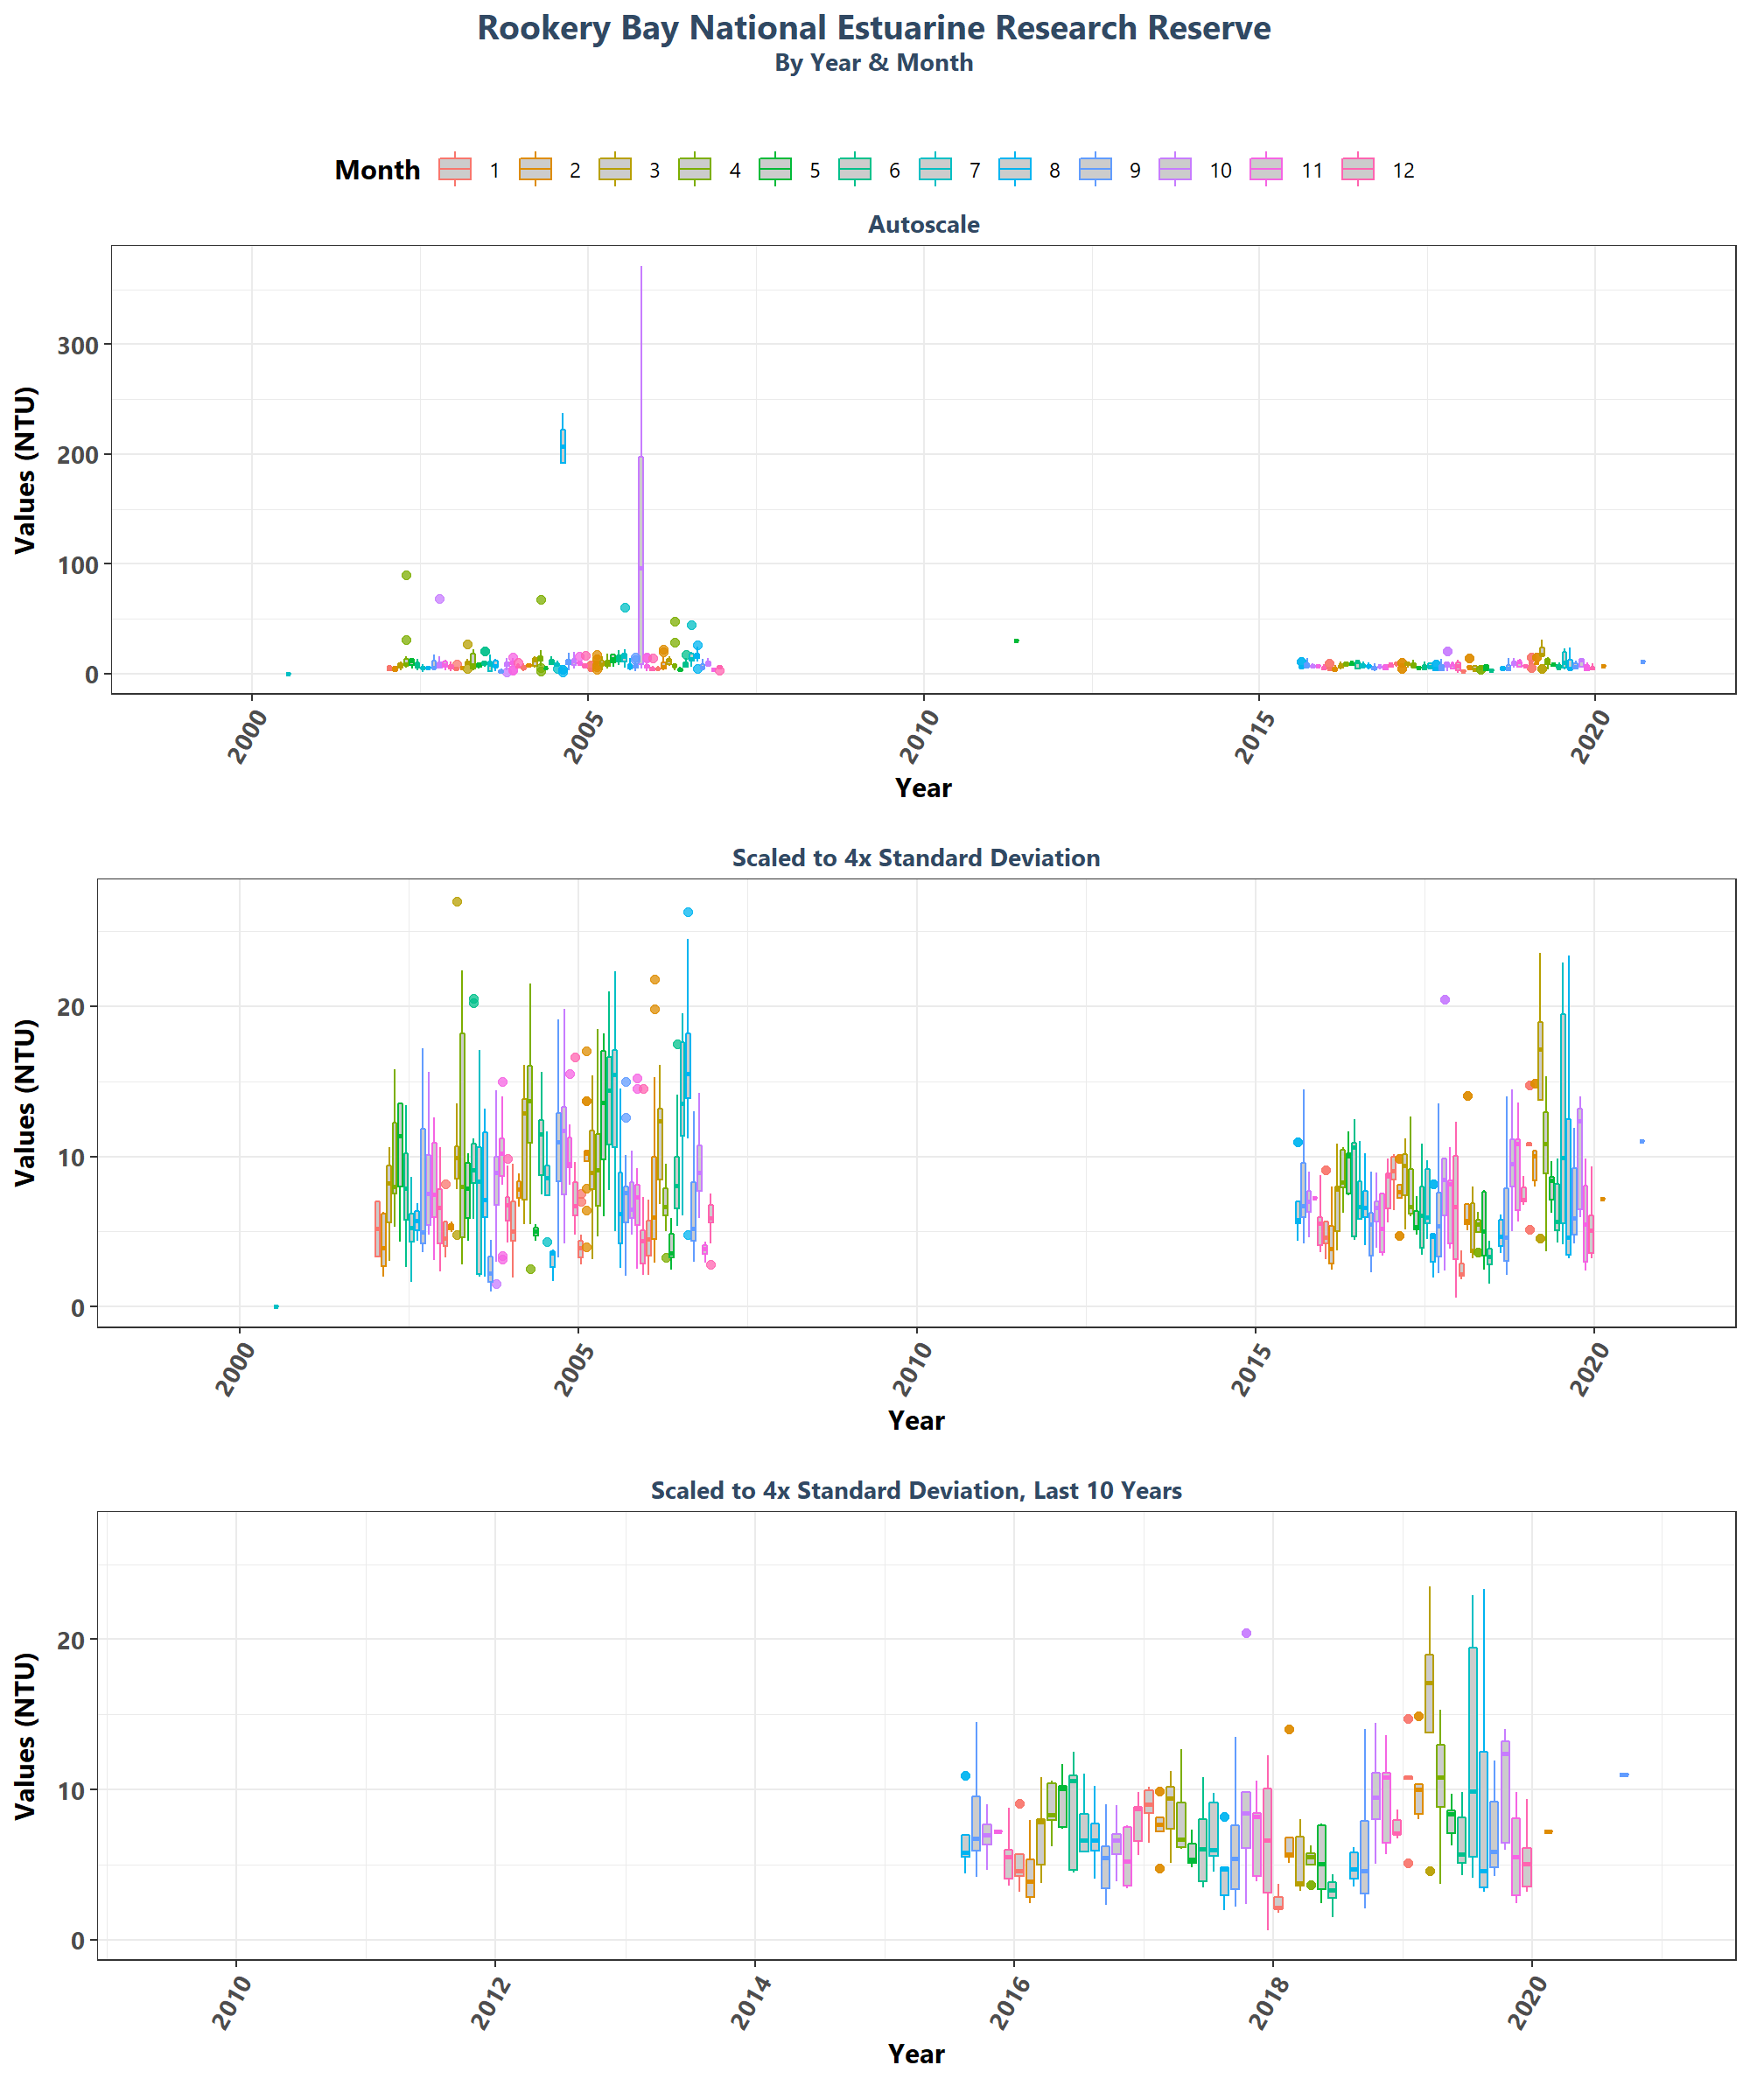 Rookery Bay National Estuarine Research Reserve
By Year & Month
Month 1 2 3 4 5 6 7 8 9 10 11 12
Autoscale
Values (NTU)
300
200
100
0
2000 2005 2010 2015 2020
Year
Scaled to 4x Standard Deviation
Values (NTU)
20
10
0
2000 2005 2010 2015 2020
Year
Scaled to 4x Standard Deviation, Last 10 Years
Values (NTU)
20
10
0
2010 2012 2014 2016 2018 2020
Year